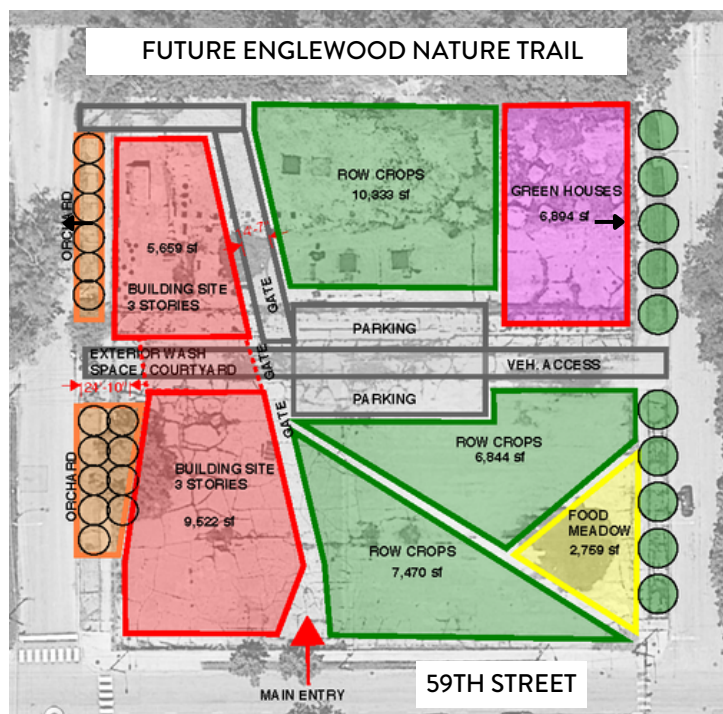 FUTURE ENGLEWOOD NATURE TRAIL
ROW CROPS
10,333 sf
GREEN HOUSES
6,894 sf
ORCHARD
5,659 sf
BUILDING SITE
3 STORIES
GATE
PARKING
EXTERIOR WASH
SPACE / COURTYARD
GATE
VEH. ACCESS
PARKING
GATE
ORCHARD
BUILDING SITE
3 STORIES
9,522 sf
ROW CROPS
6,844 sf
FOOD
MEADOW
2,759 sf
ROW CROPS
7,470 sf
MAIN ENTRY
59TH STREET